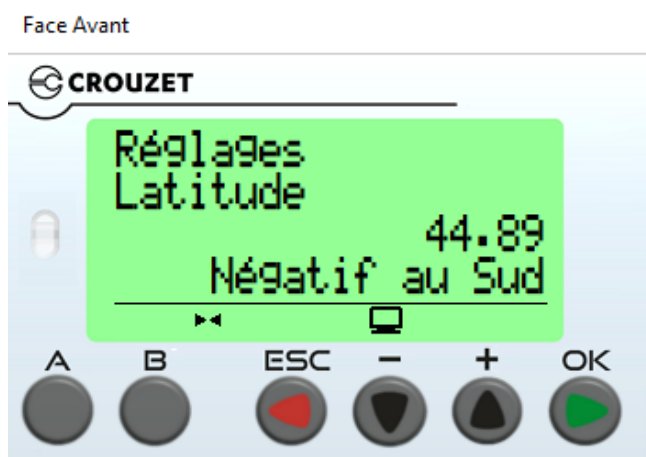 Face Avant
CROUZET
Réglages
Latitude
44.89
Négatif au Sud
A B ESC - + OK